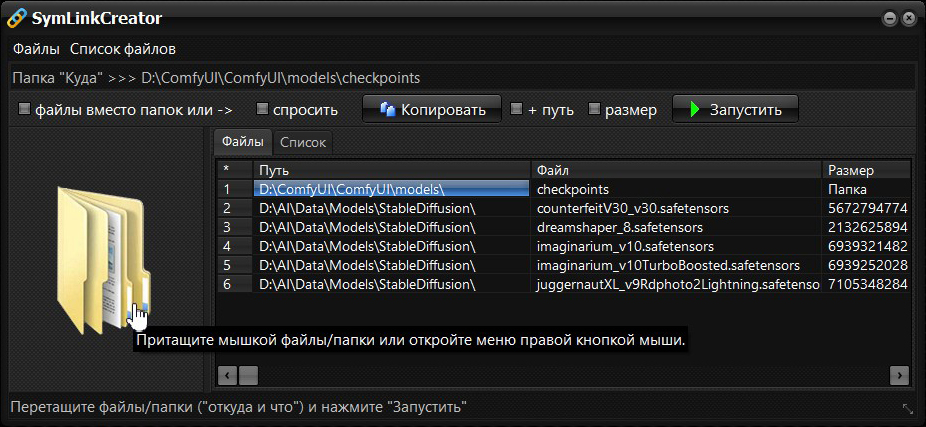 SymLinkCreator
Файлы Список файлов
Папка "Куда" >>> D:\ComfyUI\ComfyUI\models\checkpoints
файлы вместо папок или -> спросить Копировать + путь размер Запустить
Файлы Список
* Путь Файл Размер
1 D:\ComfyUI\ComfyUI\models\ checkpoints Папка
2 D:\AI\Data\Models\StableDiffusion\ counterfeitV30_v30.safetensors 5672794774
3 D:\AI\Data\Models\StableDiffusion\ dreamshaper_8.safetensors 2132625894
4 D:\AI\Data\Models\StableDiffusion\ imaginarium_v10.safetensors 6939321482
5 D:\AI\Data\Models\StableDiffusion\ imaginarium_v10TurboBoosted.safetensors 6939252028
6 D:\AI\Data\Models\StableDiffusion\ juggernautXL_v9Rdphoto2Lightning.safetenso 7105348284
Притащите мышкой файлы/папки или откройте меню правой кнопкой мыши.
Перетащите файлы/папки ("откуда и что") и нажмите "Запустить"